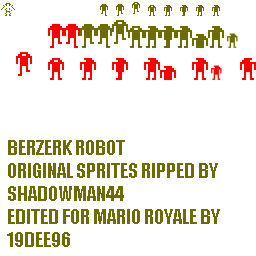 BERZERK ROBOT
ORIGINAL SPRITES RIPPED BY
SHADOWMAN44
EDITED FOR MARIO ROYALE BY
19DEE96